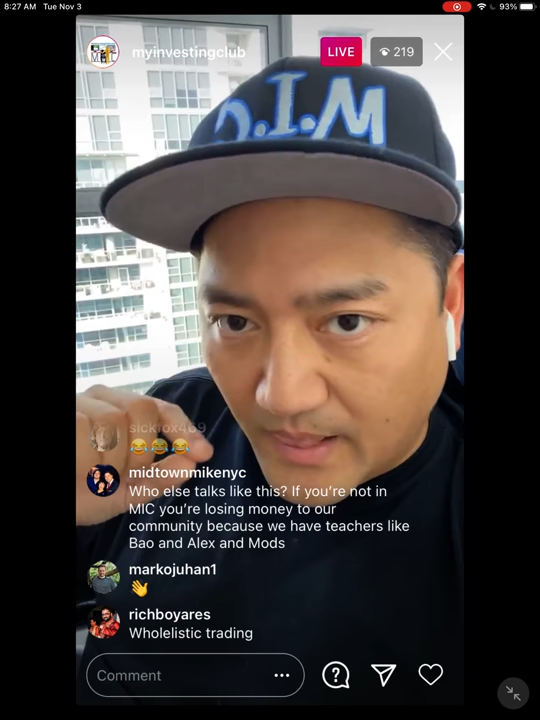 8:27 AM Tue Nov 3
93%
myinvestingclub
LIVE
219
D.I.M
sickfox469
😂😂😂
midtownmikenyc
Who else talks like this? If you're not in
MIC you're losing money to our
community because we have teachers like
Bao and Alex and Mods
markojuhan1
👋
richboyares
Wholelistic trading
Comment